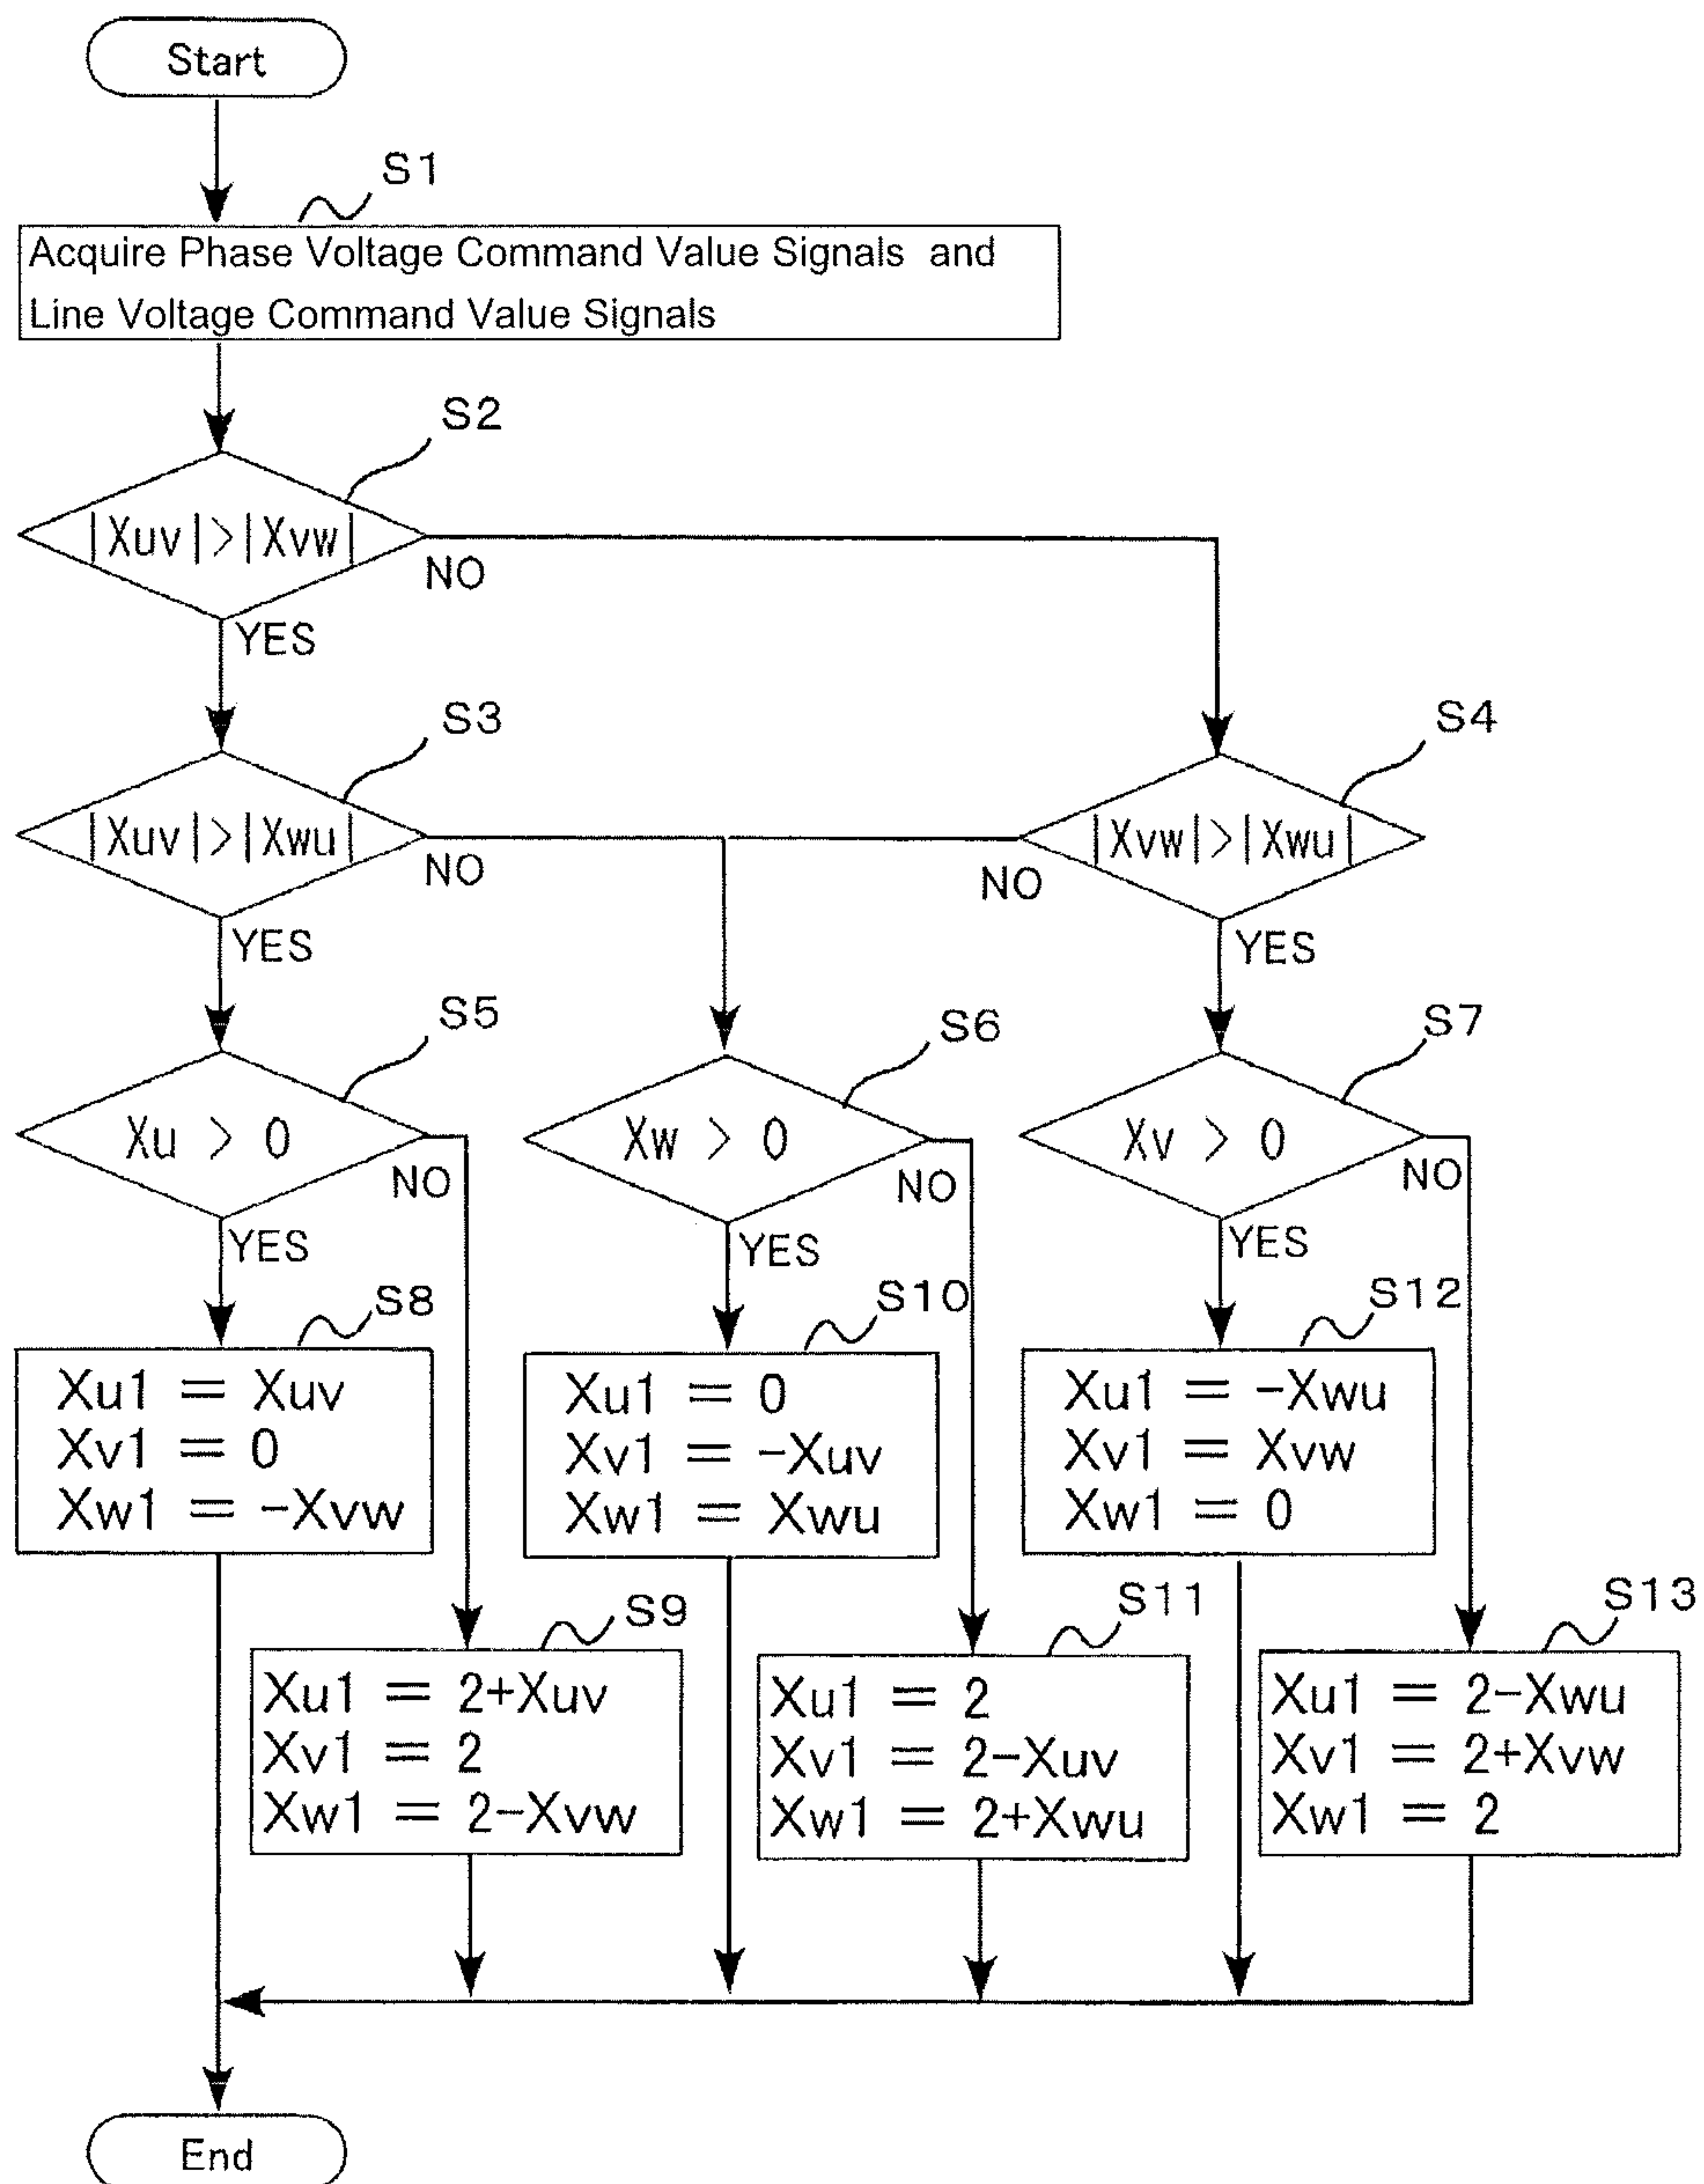 Start
S1
Acquire Phase Voltage Command Value Signals and
Line Voltage Command Value Signals
S2
|Xuv|>|Xvw|
NO
YES
S3
|Xuv|>|Xwu|
NO
YES
S4
|Xvw|>|Xwu|
NO
YES
S5
Xu > 0
NO
YES
S6
Xw > 0
NO
YES
S7
Xv > 0
NO
YES
S8
Xu1 = Xuv
Xv1 = 0
Xw1 = -Xvw
S10
Xu1 = 0
Xv1 = -Xuv
Xw1 = Xwu
S12
Xu1 = -Xwu
Xv1 = Xvw
Xw1 = 0
S9
Xu1 = 2+Xuv
Xv1 = 2
Xw1 = 2-Xvw
S11
Xu1 = 2
Xv1 = 2-Xuv
Xw1 = 2+Xwu
S13
Xu1 = 2-Xwu
Xv1 = 2+Xvw
Xw1 = 2
End